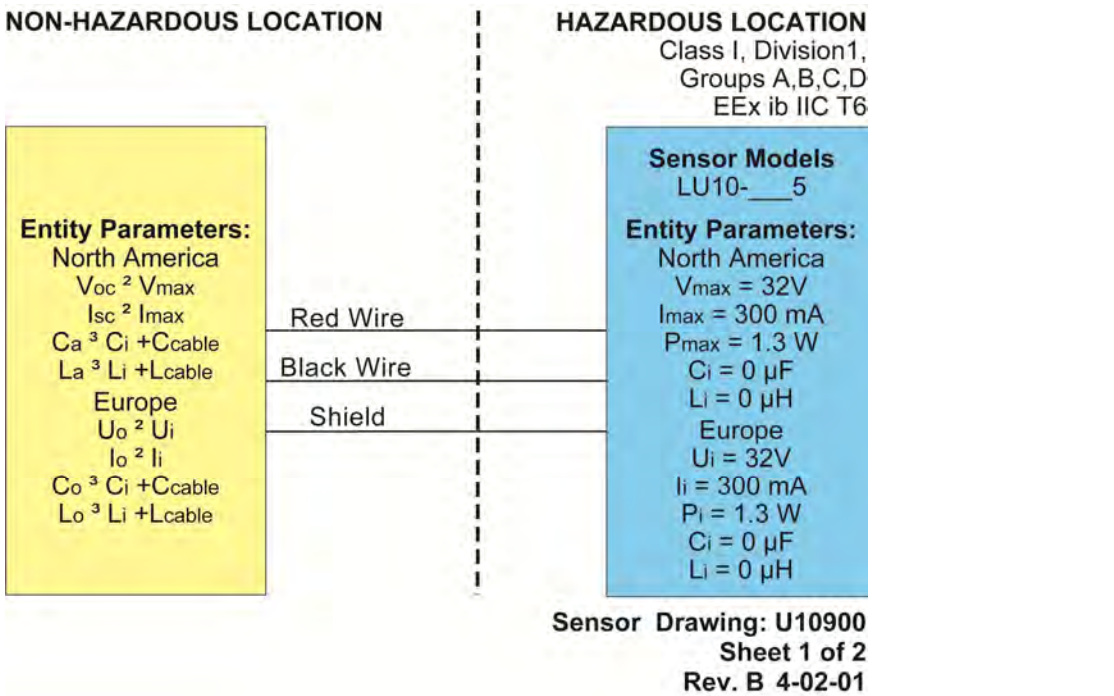 NON-HAZARDOUS LOCATION
HAZARDOUS LOCATION
Class I, Division1,
Groups A,B,C,D
EEx ib IIC T6
Entity Parameters:
North America
Voc ² Vmax
Isc ² Imax
Ca ³ Ci +Ccable
La ³ Li +Lcable
Europe
Uo ² Ui
Io ² Ii
Co ³ Ci +Ccable
Lo ³ Li +Lcable
Red Wire
Black Wire
Shield
Sensor Models
LU10-___5
Entity Parameters:
North America
Vmax = 32V
Imax = 300 mA
Pmax = 1.3 W
Ci = 0 µF
Li = 0 µH
Europe
Ui = 32V
Ii = 300 mA
Pi = 1.3 W
Ci = 0 µF
Li = 0 µH
Sensor Drawing: U10900
Sheet 1 of 2
Rev. B 4-02-01